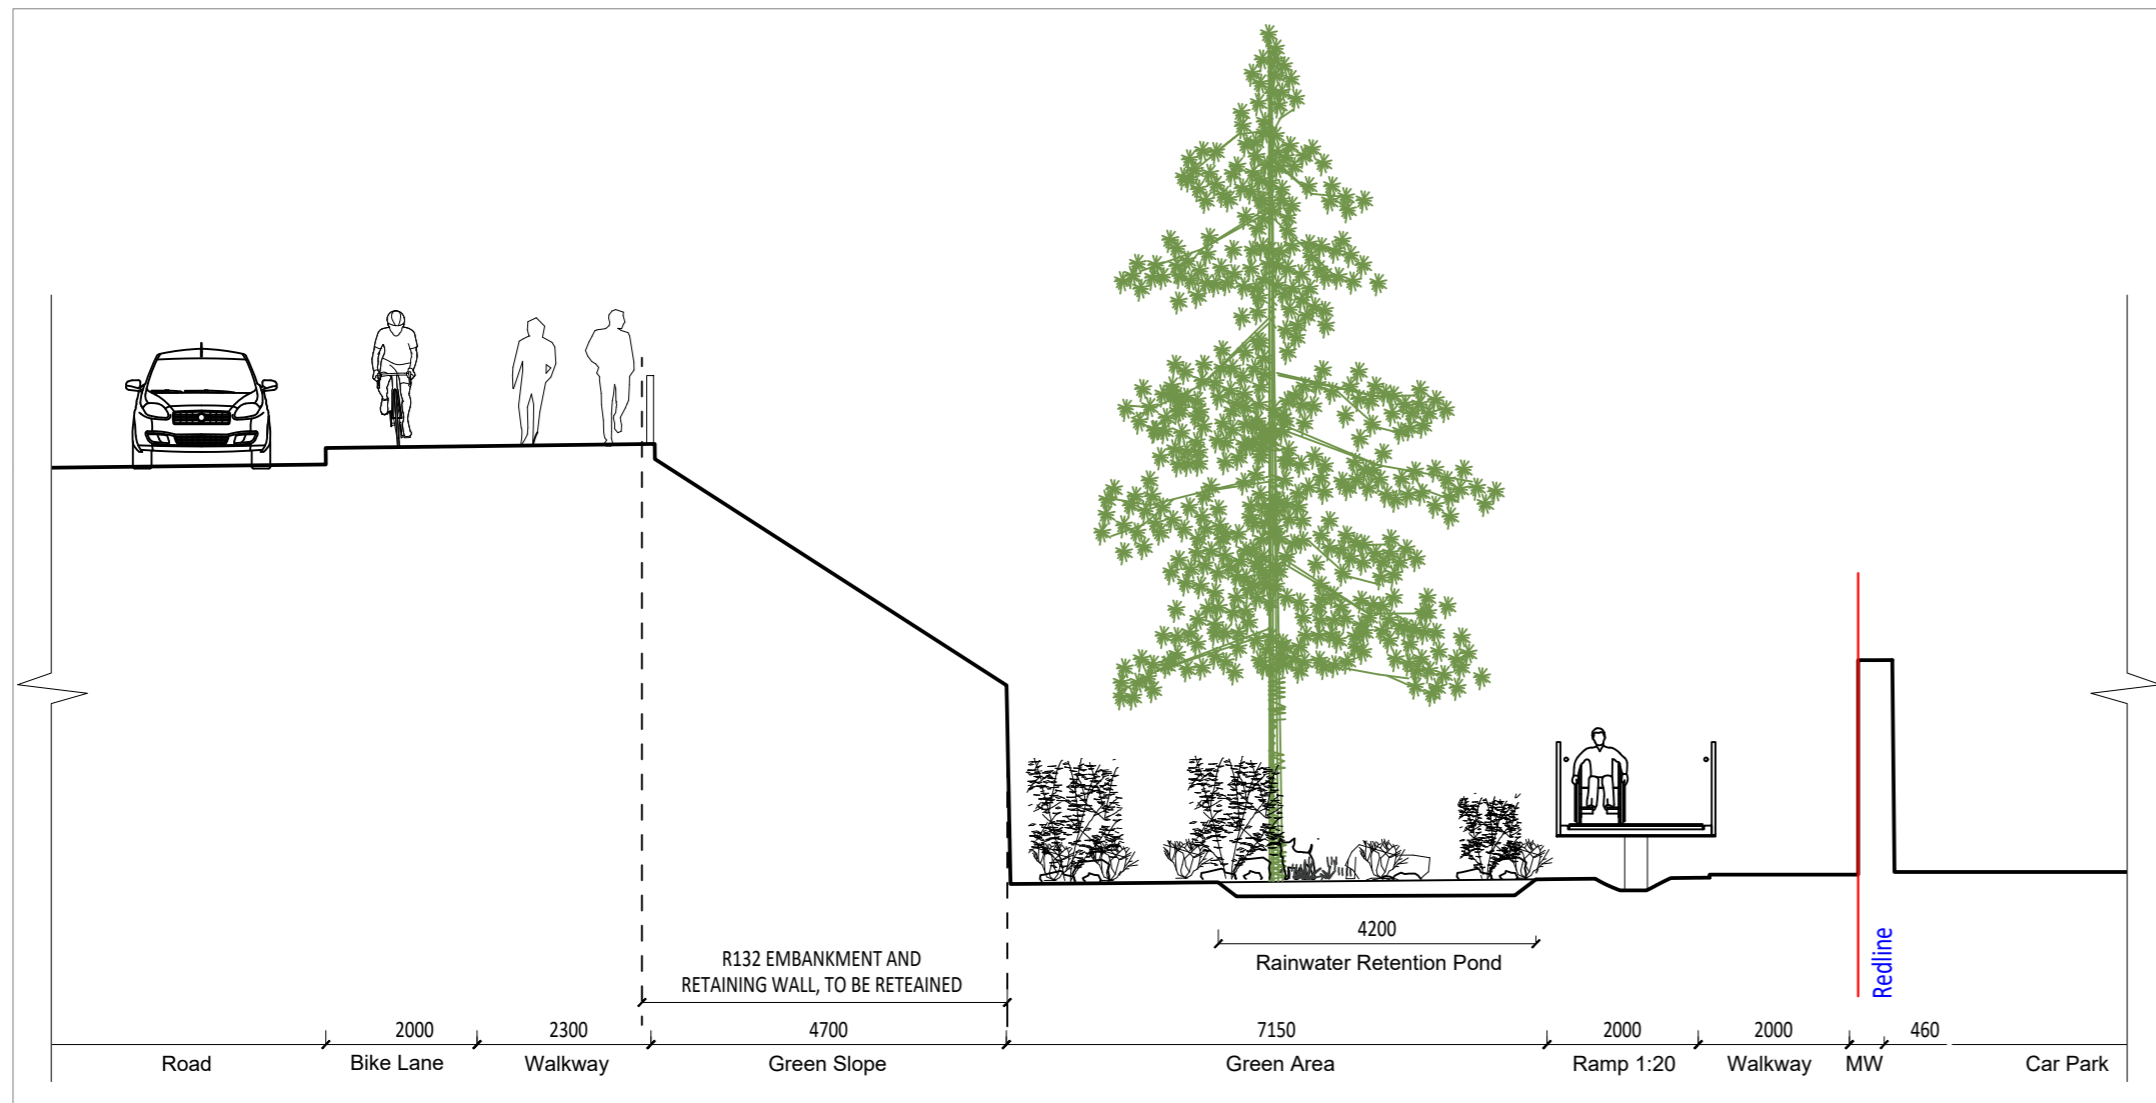 4200
Rainwater Retention Pond
R132 EMBANKMENT AND
RETAINING WALL, TO BE RETEAINED
Redline
2000
2300
4700
7150
2000
2000
460
Road
Bike Lane
Walkway
Green Slope
Green Area
Ramp 1:20
Walkway
MW
Car Park